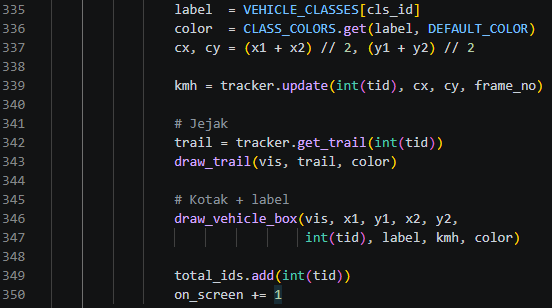 335 label  = VEHICLE_CLASSES[cls_id]
336 color  = CLASS_COLORS.get(label, DEFAULT_COLOR)
337 cx, cy = (x1 + x2) // 2, (y1 + y2) // 2
338
339 kmh = tracker.update(int(tid), cx, cy, frame_no)
340
341 # Jejak
342 trail = tracker.get_trail(int(tid))
343 draw_trail(vis, trail, color)
344
345 # Kotak + label
346 draw_vehicle_box(vis, x1, y1, x2, y2,
347                  int(tid), label, kmh, color)
348
349 total_ids.add(int(tid))
350 on_screen += 1